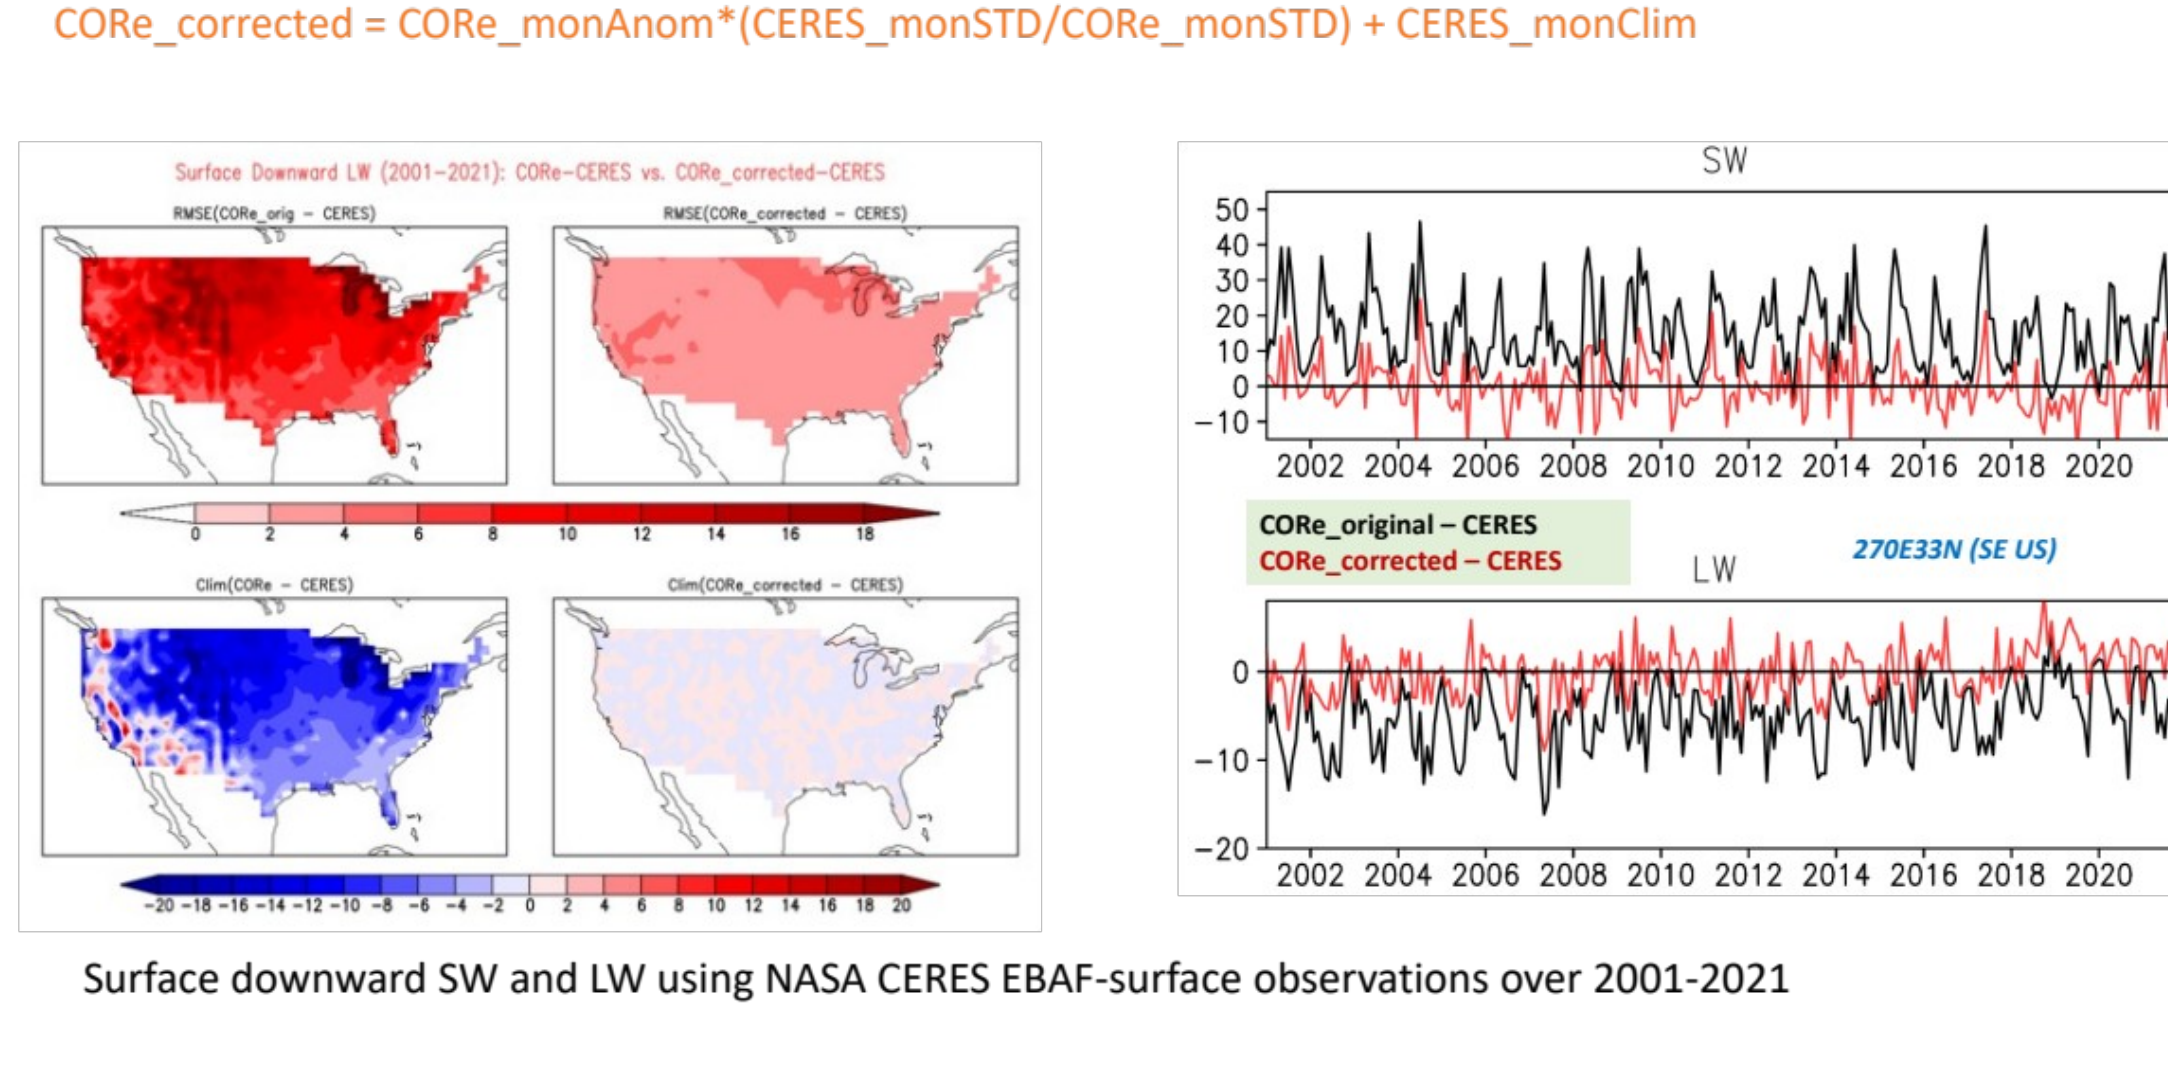 CORe_corrected = CORe_monAnom*(CERES_monSTD/CORe_monSTD) + CERES_monClim
Surface Downward LW (2001-2021): CORe-CERES vs. CORe_corrected-CERES
RMSE(CORe_orig - CERES)
RMSE(CORe_corrected - CERES)
0 2 4 6 8 10 12 14 16 18
Clim(CORe - CERES)
Clim(CORe_corrected - CERES)
-20 -18 -16 -14 -12 -10 -8 -6 -4 -2 0 2 4 6 8 10 12 14 16 18 20
SW
50
40
30
20
10
0
-10
2002 2004 2006 2008 2010 2012 2014 2016 2018 2020
CORe_original – CERES
CORe_corrected – CERES
270E33N (SE US)
LW
0
-10
-20
2002 2004 2006 2008 2010 2012 2014 2016 2018 2020
Surface downward SW and LW using NASA CERES EBAF-surface observations over 2001-2021